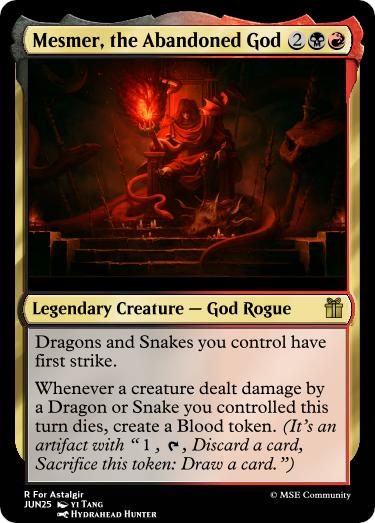 Mesmer, the Abandoned God 2
Legendary Creature — God Rogue
Dragons and Snakes you control have
first strike.
Whenever a creature dealt damage by
a Dragon or Snake you controlled this
turn dies, create a Blood token. (It's an
artifact with “ 1 , , Discard a card,
Sacrifice this token: Draw a card.”)
R For Astalgir
JUN25 YI TANG © MSE Community
HYDRAHEAD HUNTER